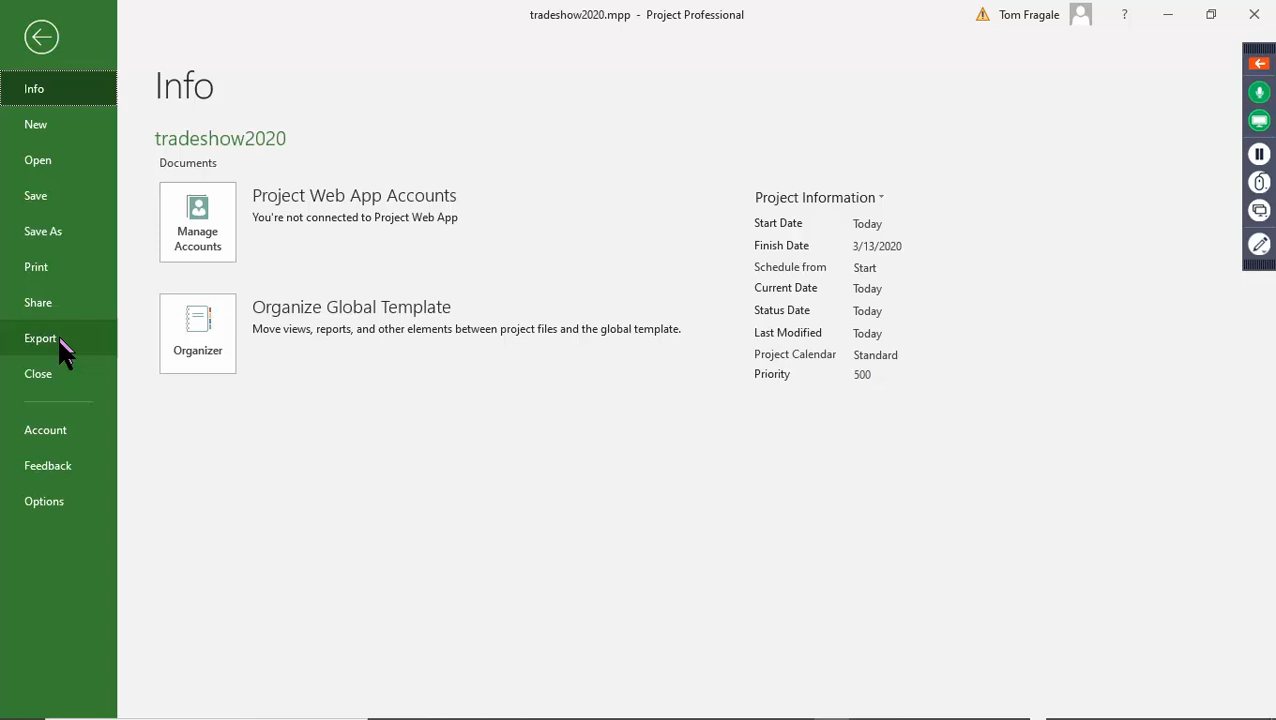 tradeshow2020.mpp - Project Professional
Tom Fragale
?
Info
New
Open
Save
Save As
Print
Share
Export
Close
Account
Feedback
Options
Info
tradeshow2020
Documents
Manage
Accounts
Project Web App Accounts
You're not connected to Project Web App
Organizer
Organize Global Template
Move views, reports, and other elements between project files and the global template.
Project Information
Start Date Today
Finish Date 3/13/2020
Schedule from Start
Current Date Today
Status Date Today
Last Modified Today
Project Calendar Standard
Priority 500